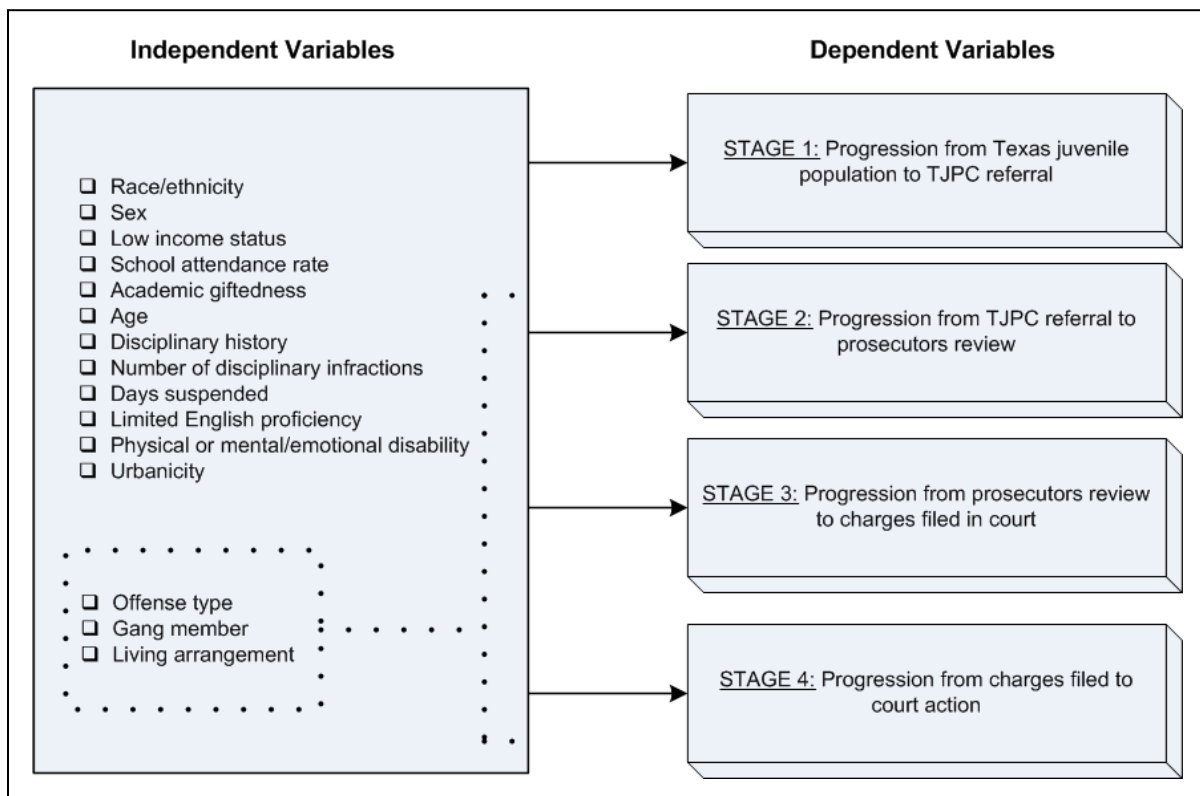 Independent Variables
Race/ethnicity
Sex
Low income status
School attendance rate
Academic giftedness
Age
Disciplinary history
Number of disciplinary infractions
Days suspended
Limited English proficiency
Physical or mental/emotional disability
Urbanicity
Offense type
Gang member
Living arrangement
Dependent Variables
STAGE 1: Progression from Texas juvenile
population to TJPC referral
STAGE 2: Progression from TJPC referral to
prosecutors review
STAGE 3: Progression from prosecutors review
to charges filed in court
STAGE 4: Progression from charges filed to
court action